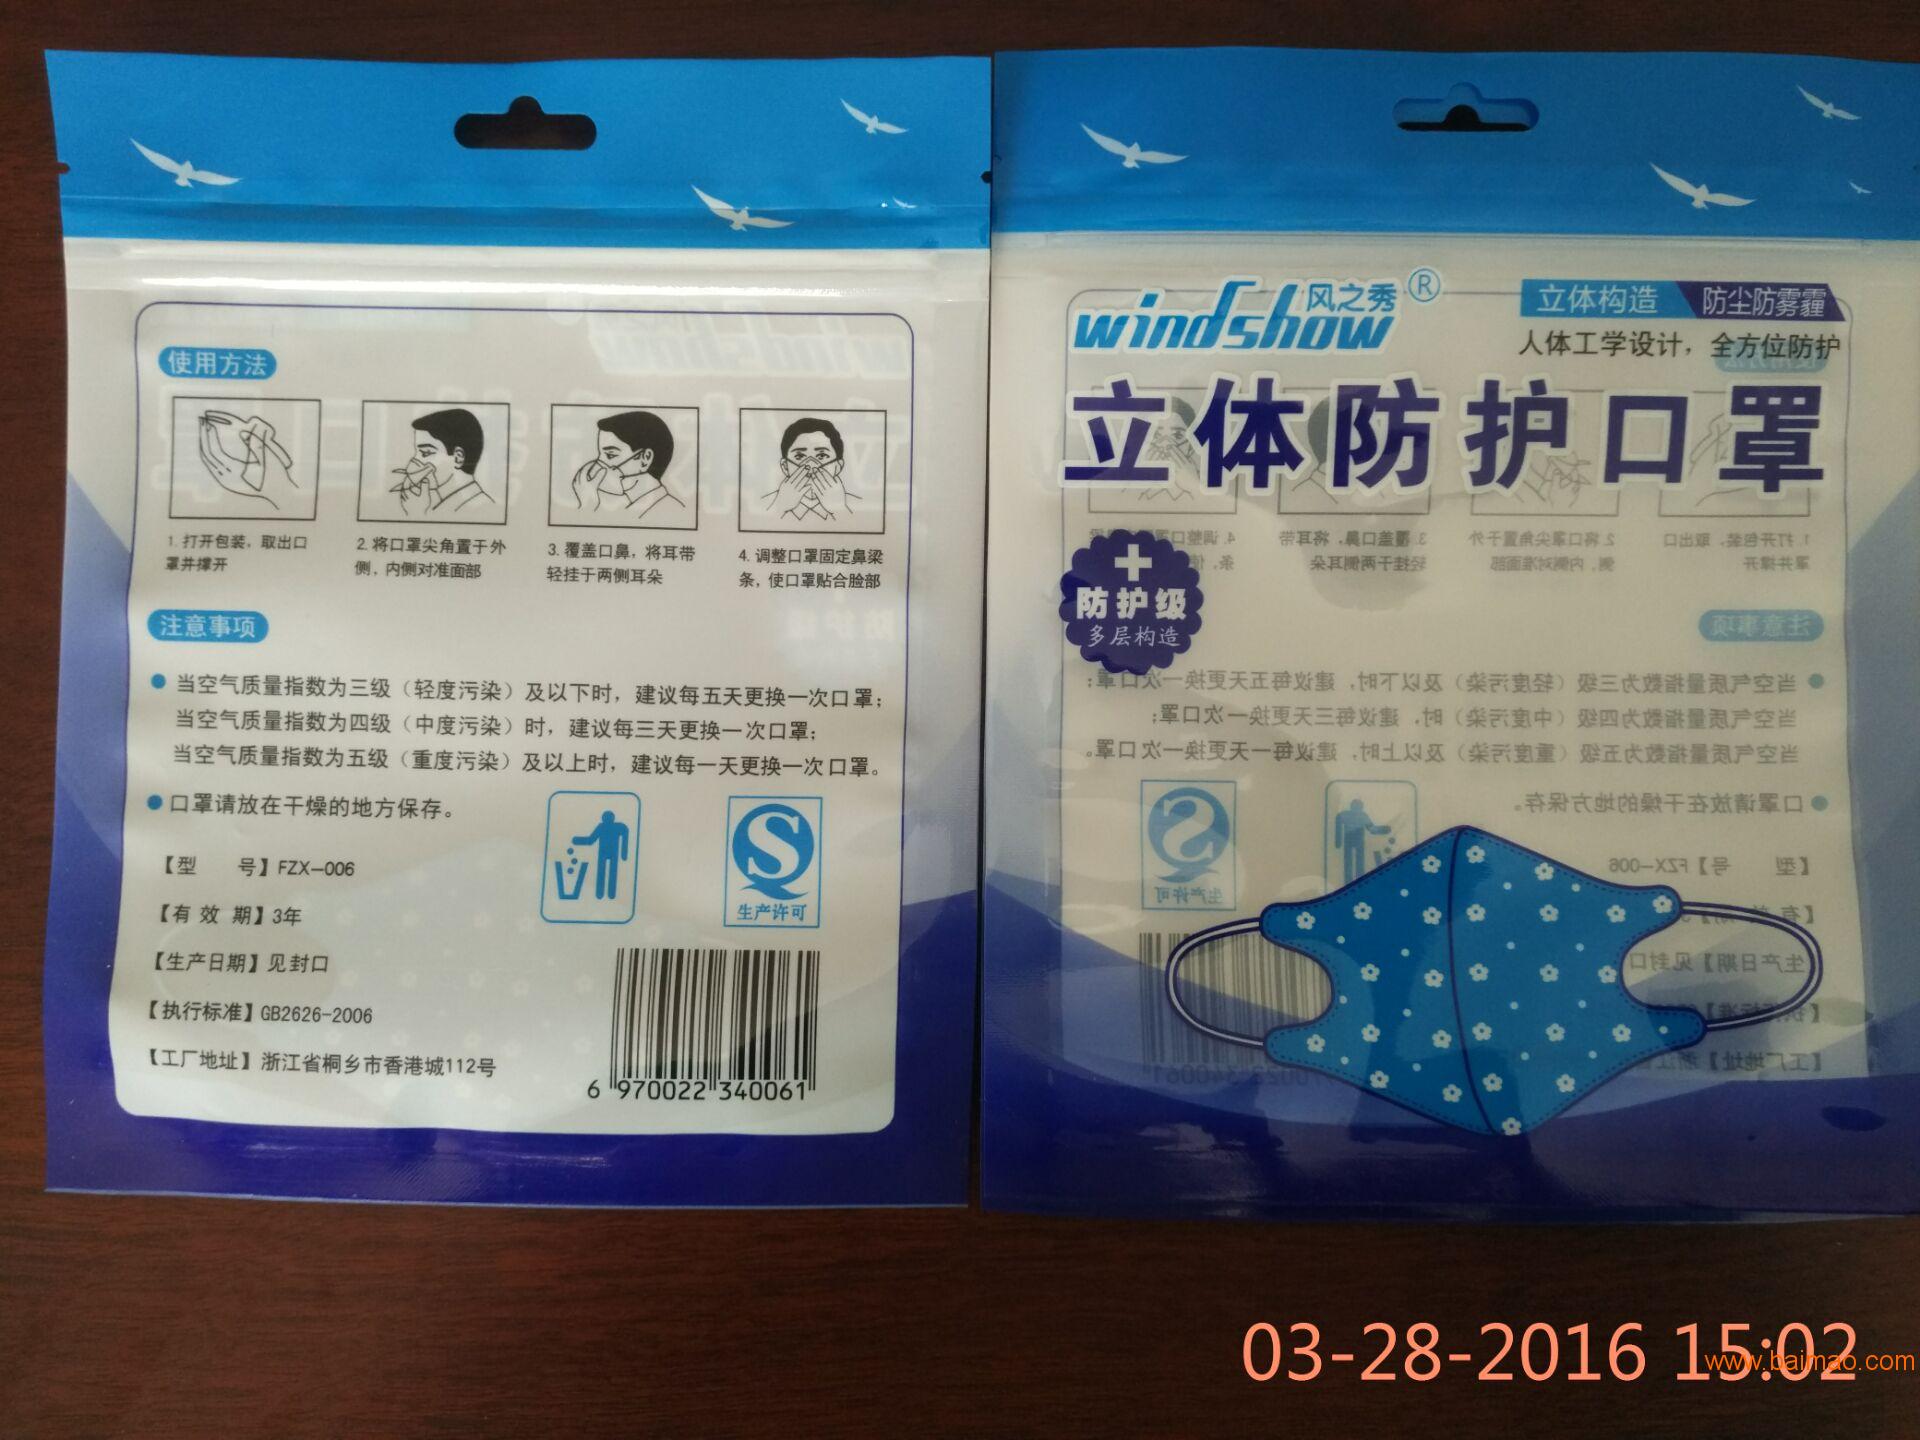 使用方法
1. 打开包装，取出口
罩并撑开
2. 将口罩尖角置于外
侧，内侧对准面部
3. 覆盖口鼻，将耳带
轻挂于两侧耳朵
4. 调整口罩固定鼻梁
条，使口罩贴合脸部
注意事项
● 当空气质量指数为三级（轻度污染）及以下时，建议每五天更换一次口罩；
当空气质量指数为四级（中度污染）时，建议每三天更换一次口罩；
当空气质量指数为五级（重度污染）及以上时，建议每一天更换一次口罩。
● 口罩请放在干燥的地方保存。
【型 号】FZX-006
【有 效 期】3年
【生产日期】见封口
【执行标准】GB2626-2006
【工厂地址】浙江省桐乡市香港城112号
生产许可
6 970022 340061
windshow 风之秀 ®
立体构造 防尘防雾霾
人体工学设计，全方位防护
立体防护口罩
防护级
多层构造
03-28-2016 15:02
www.baimao.com